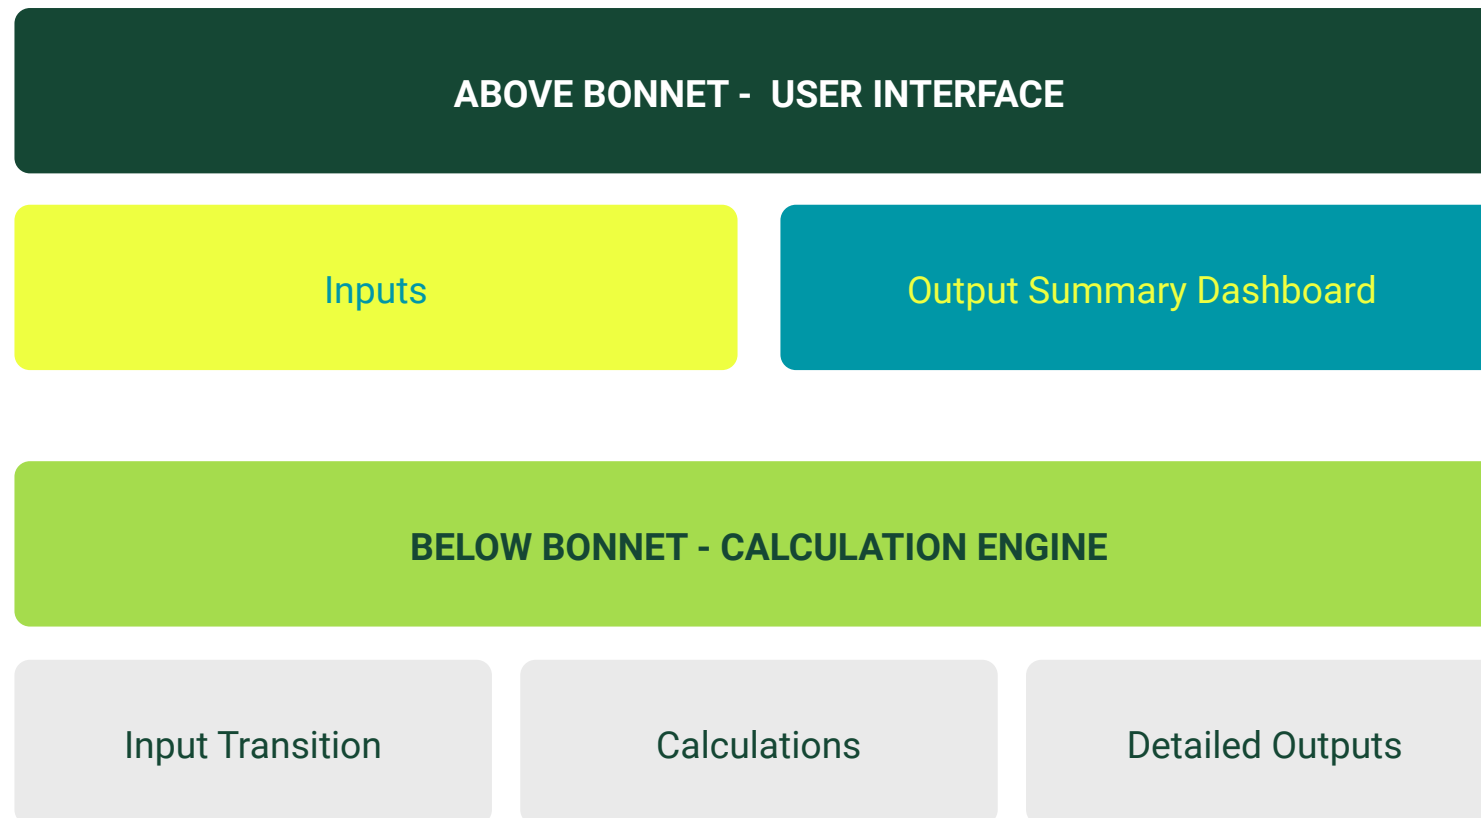 ABOVE BONNET -  USER INTERFACE
Inputs
Output Summary Dashboard
BELOW BONNET - CALCULATION ENGINE
Input Transition
Calculations
Detailed Outputs